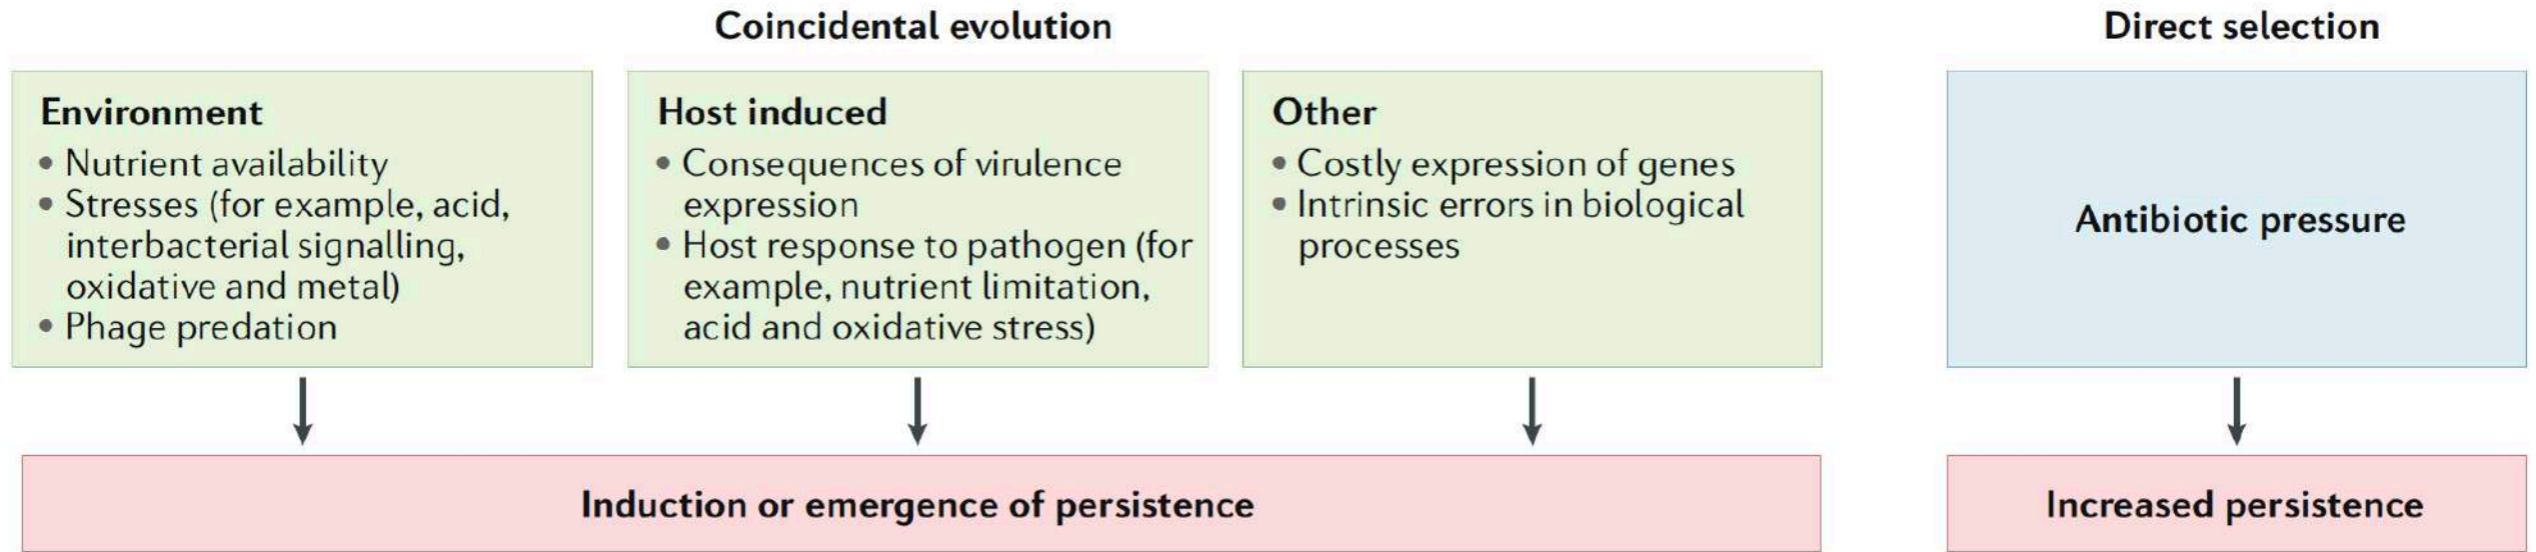 Coincidental evolution
Direct selection
Environment
• Nutrient availability
• Stresses (for example, acid,
interbacterial signalling,
oxidative and metal)
• Phage predation
Host induced
• Consequences of virulence
expression
• Host response to pathogen (for
example, nutrient limitation,
acid and oxidative stress)
Other
• Costly expression of genes
• Intrinsic errors in biological
processes
Antibiotic pressure
Induction or emergence of persistence
Increased persistence